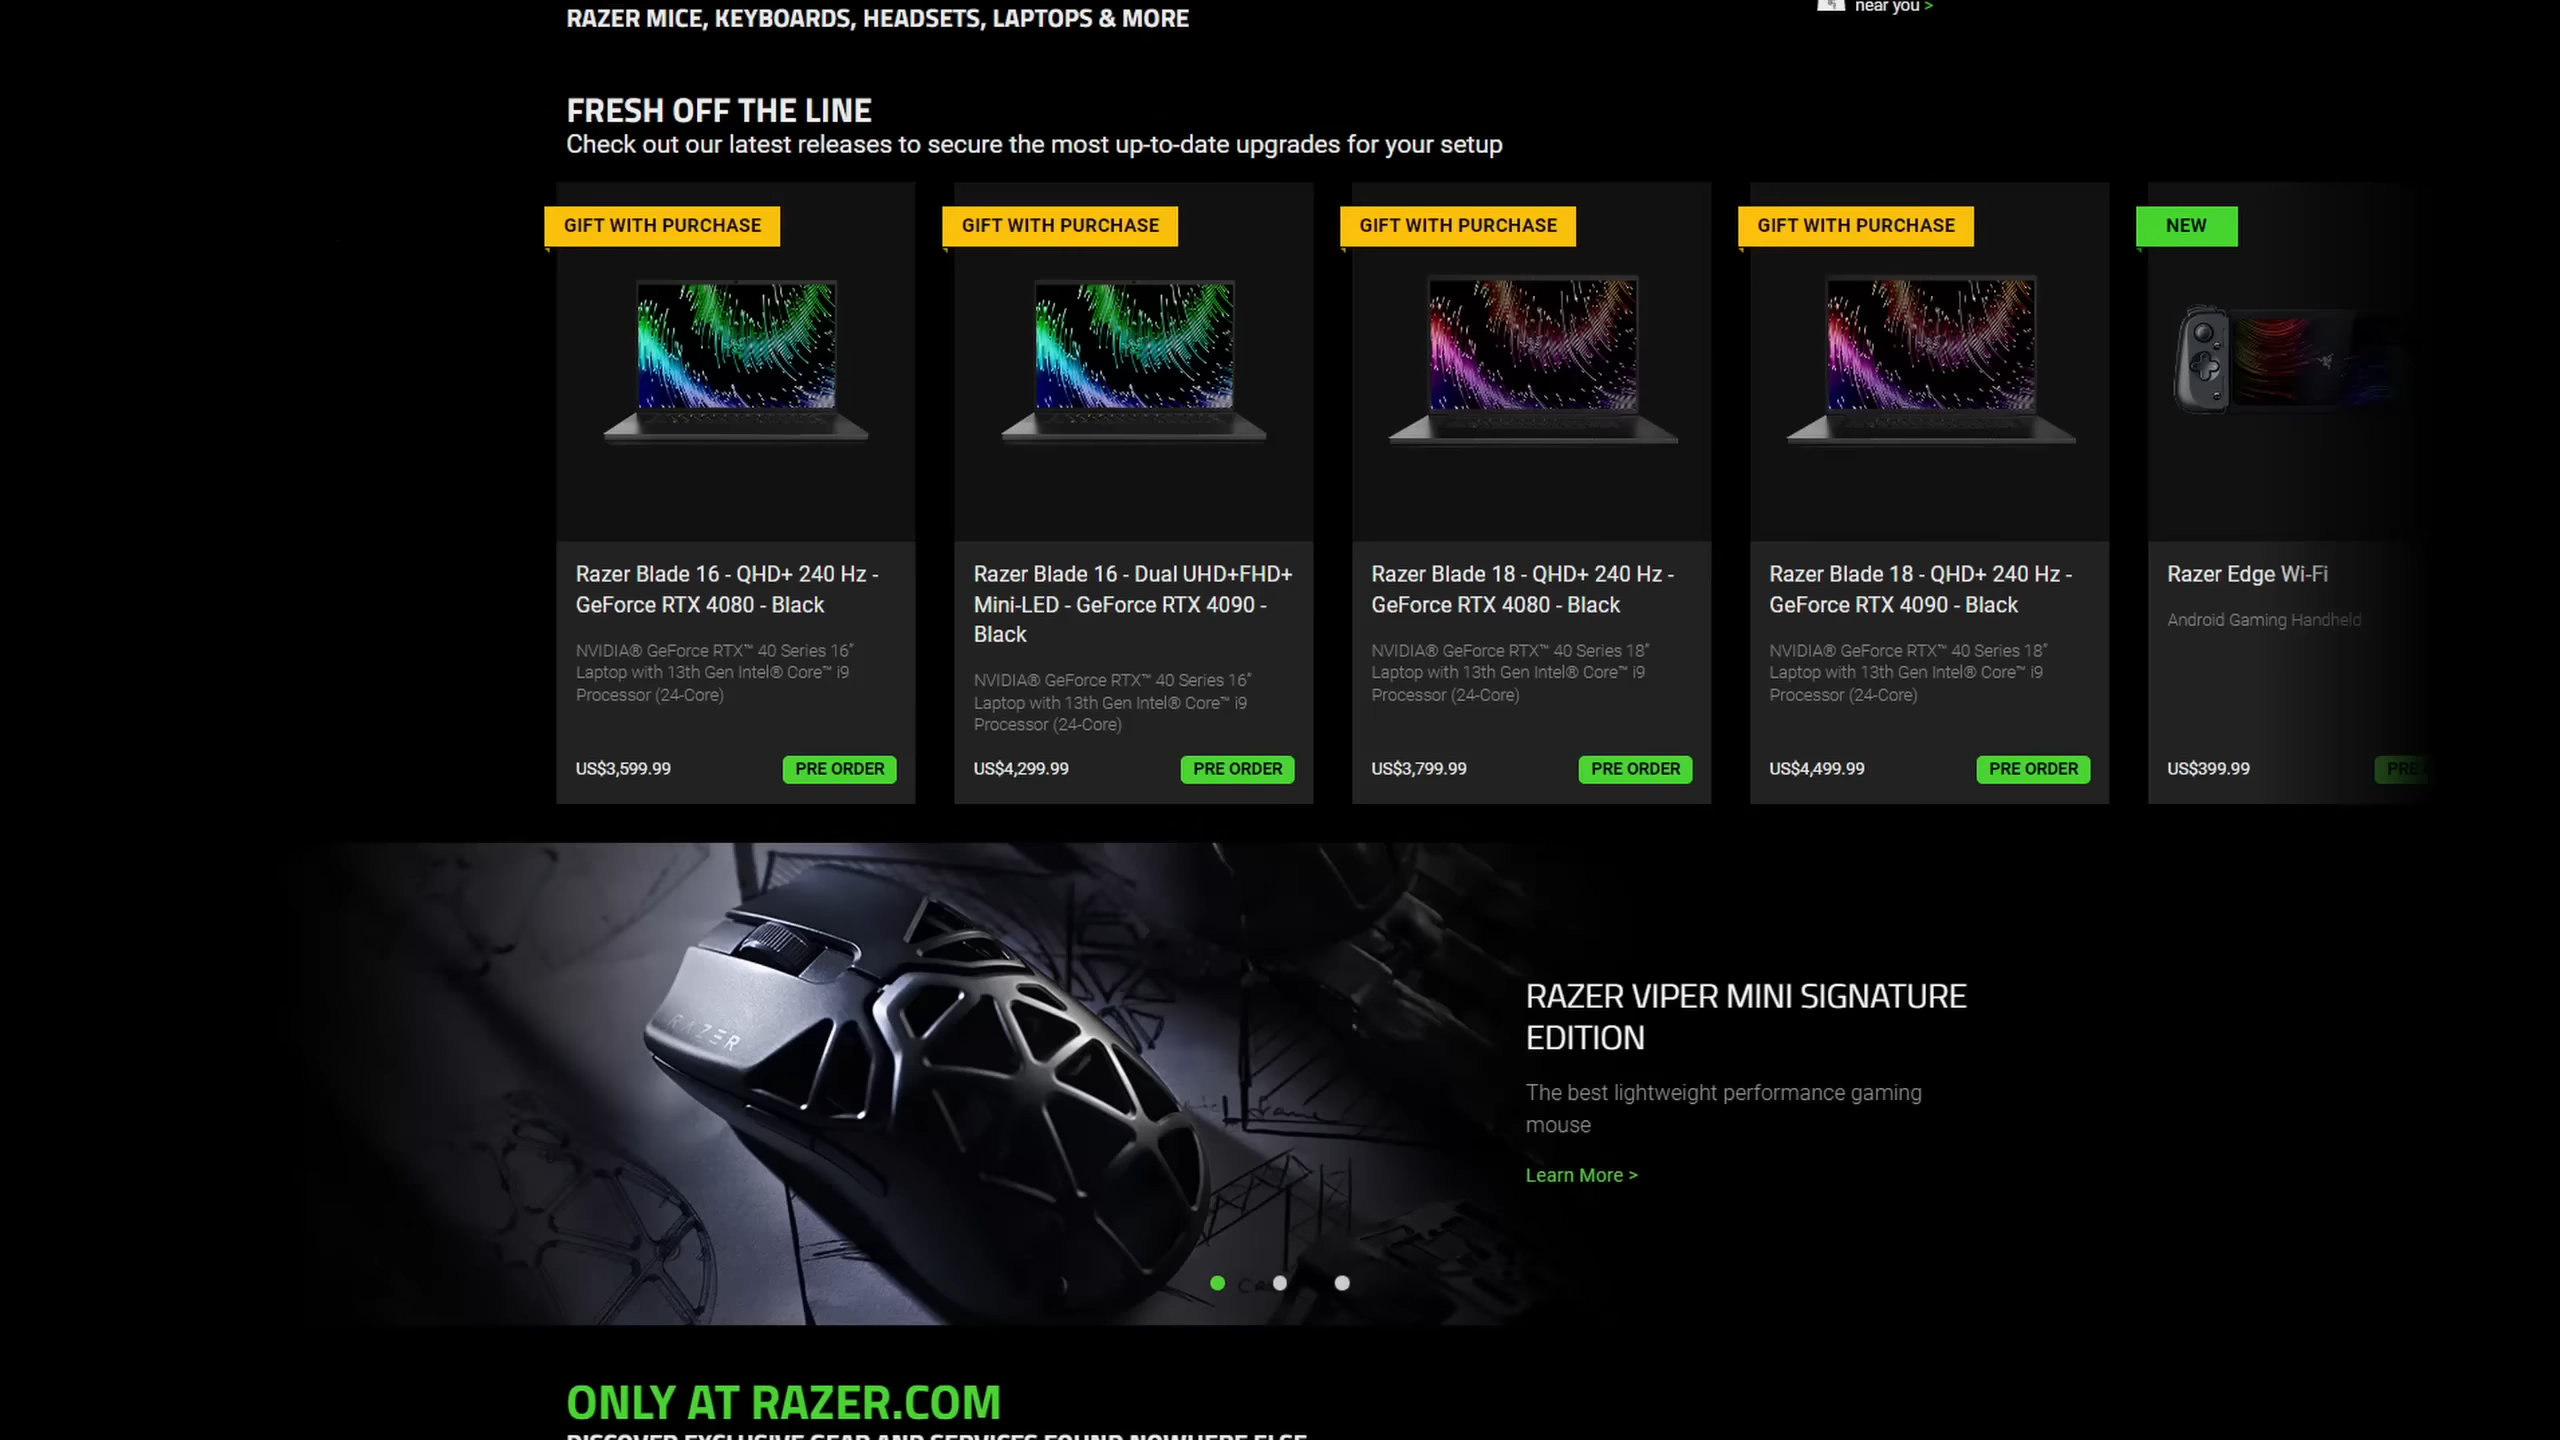 near you >
RAZER MICE, KEYBOARDS, HEADSETS, LAPTOPS & MORE
FRESH OFF THE LINE
Check out our latest releases to secure the most up-to-date upgrades for your setup
GIFT WITH PURCHASE
Razer Blade 16 - QHD+ 240 Hz -
GeForce RTX 4080 - Black
NVIDIA® GeForce RTX™ 40 Series 16"
Laptop with 13th Gen Intel® Core™ i9
Processor (24-Core)
US$3,599.99
PRE ORDER
GIFT WITH PURCHASE
Razer Blade 16 - Dual UHD+FHD+
Mini-LED - GeForce RTX 4090 -
Black
NVIDIA® GeForce RTX™ 40 Series 16"
Laptop with 13th Gen Intel® Core™ i9
Processor (24-Core)
US$4,299.99
PRE ORDER
GIFT WITH PURCHASE
Razer Blade 18 - QHD+ 240 Hz -
GeForce RTX 4080 - Black
NVIDIA® GeForce RTX™ 40 Series 18"
Laptop with 13th Gen Intel® Core™ i9
Processor (24-Core)
US$3,799.99
PRE ORDER
GIFT WITH PURCHASE
Razer Blade 18 - QHD+ 240 Hz -
GeForce RTX 4090 - Black
NVIDIA® GeForce RTX™ 40 Series 18"
Laptop with 13th Gen Intel® Core™ i9
Processor (24-Core)
US$4,499.99
PRE ORDER
NEW
Razer Edge Wi-Fi
Android Gaming Handheld
US$399.99
PRE
RAZER
RAZER VIPER MINI SIGNATURE
EDITION
The best lightweight performance gaming
mouse
Learn More >
ONLY AT RAZER.COM
DISCOVER EXCLUSIVE GEAR AND SERVICES FOUND NOWHERE ELSE